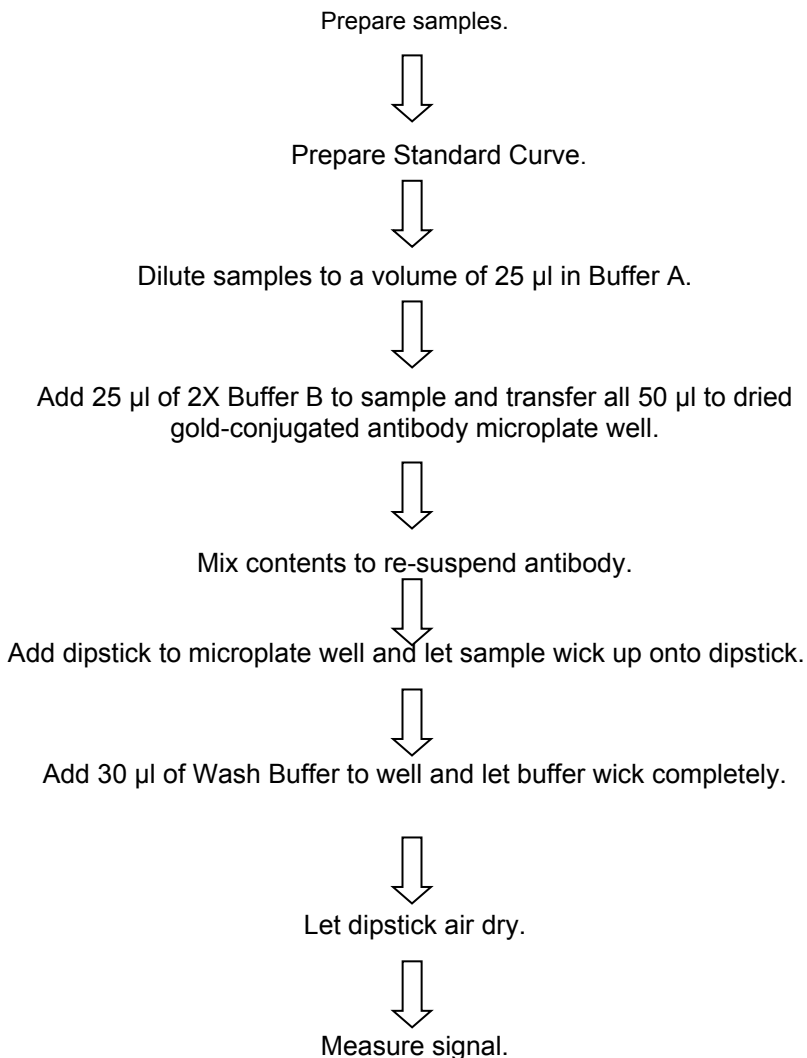 Prepare samples.
Prepare Standard Curve.
Dilute samples to a volume of 25 µl in Buffer A.
Add 25 µl of 2X Buffer B to sample and transfer all 50 µl to dried
gold-conjugated antibody microplate well.
Mix contents to re-suspend antibody.
Add dipstick to microplate well and let sample wick up onto dipstick.
Add 30 µl of Wash Buffer to well and let buffer wick completely.
Let dipstick air dry.
Measure signal.